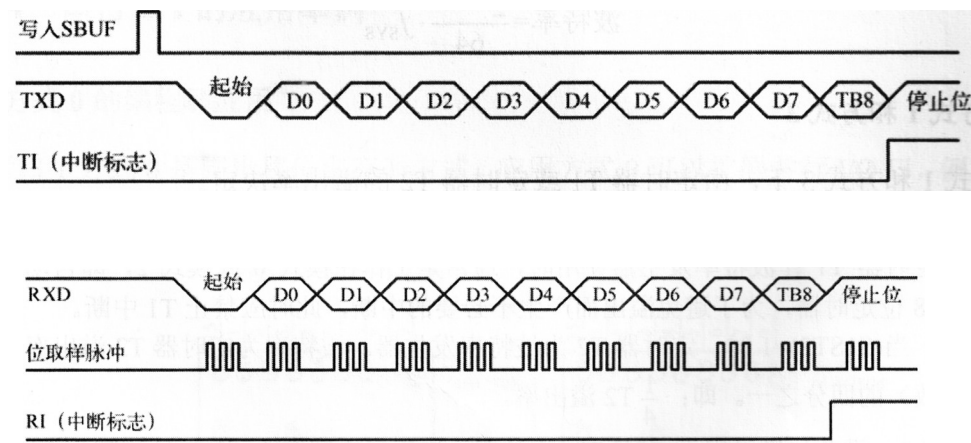 写入SBUF
TXD 起始 D0 D1 D2 D3 D4 D5 D6 D7 TB8 停止位
TI（中断标志）
RXD 起始 D0 D1 D2 D3 D4 D5 D6 D7 TB8 停止位
位取样脉冲
RI（中断标志）